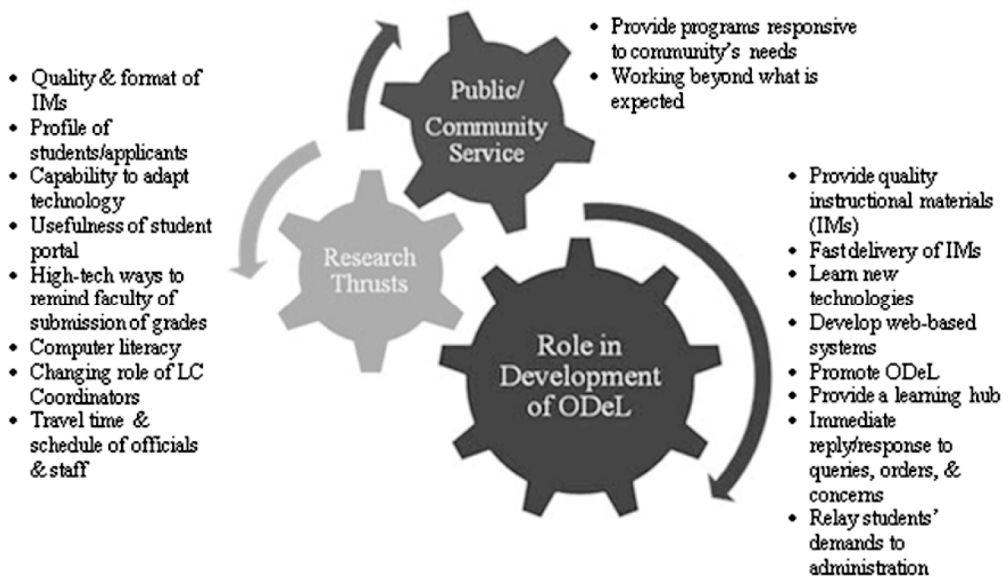 • Quality & format of
IMs
• Profile of
students/applicants
• Capability to adapt
technology
• Usefulness of student
portal
• High-tech ways to
remind faculty of
submission of grades
• Computer literacy
• Changing role of LC
Coordinators
• Travel time &
schedule of officials
& staff
Public/
Community
Service
• Provide programs responsive
to community's needs
• Working beyond what is
expected
Research
Thrusts
Role in
Development
of ODeL
• Provide quality
instructional materials
(IMs)
• Fast delivery of IMs
• Learn new
technologies
• Develop web-based
systems
• Promote ODeL
• Provide a learning hub
• Immediate
reply/response to
queries, orders, &
concerns
• Relay students'
demands to
administration